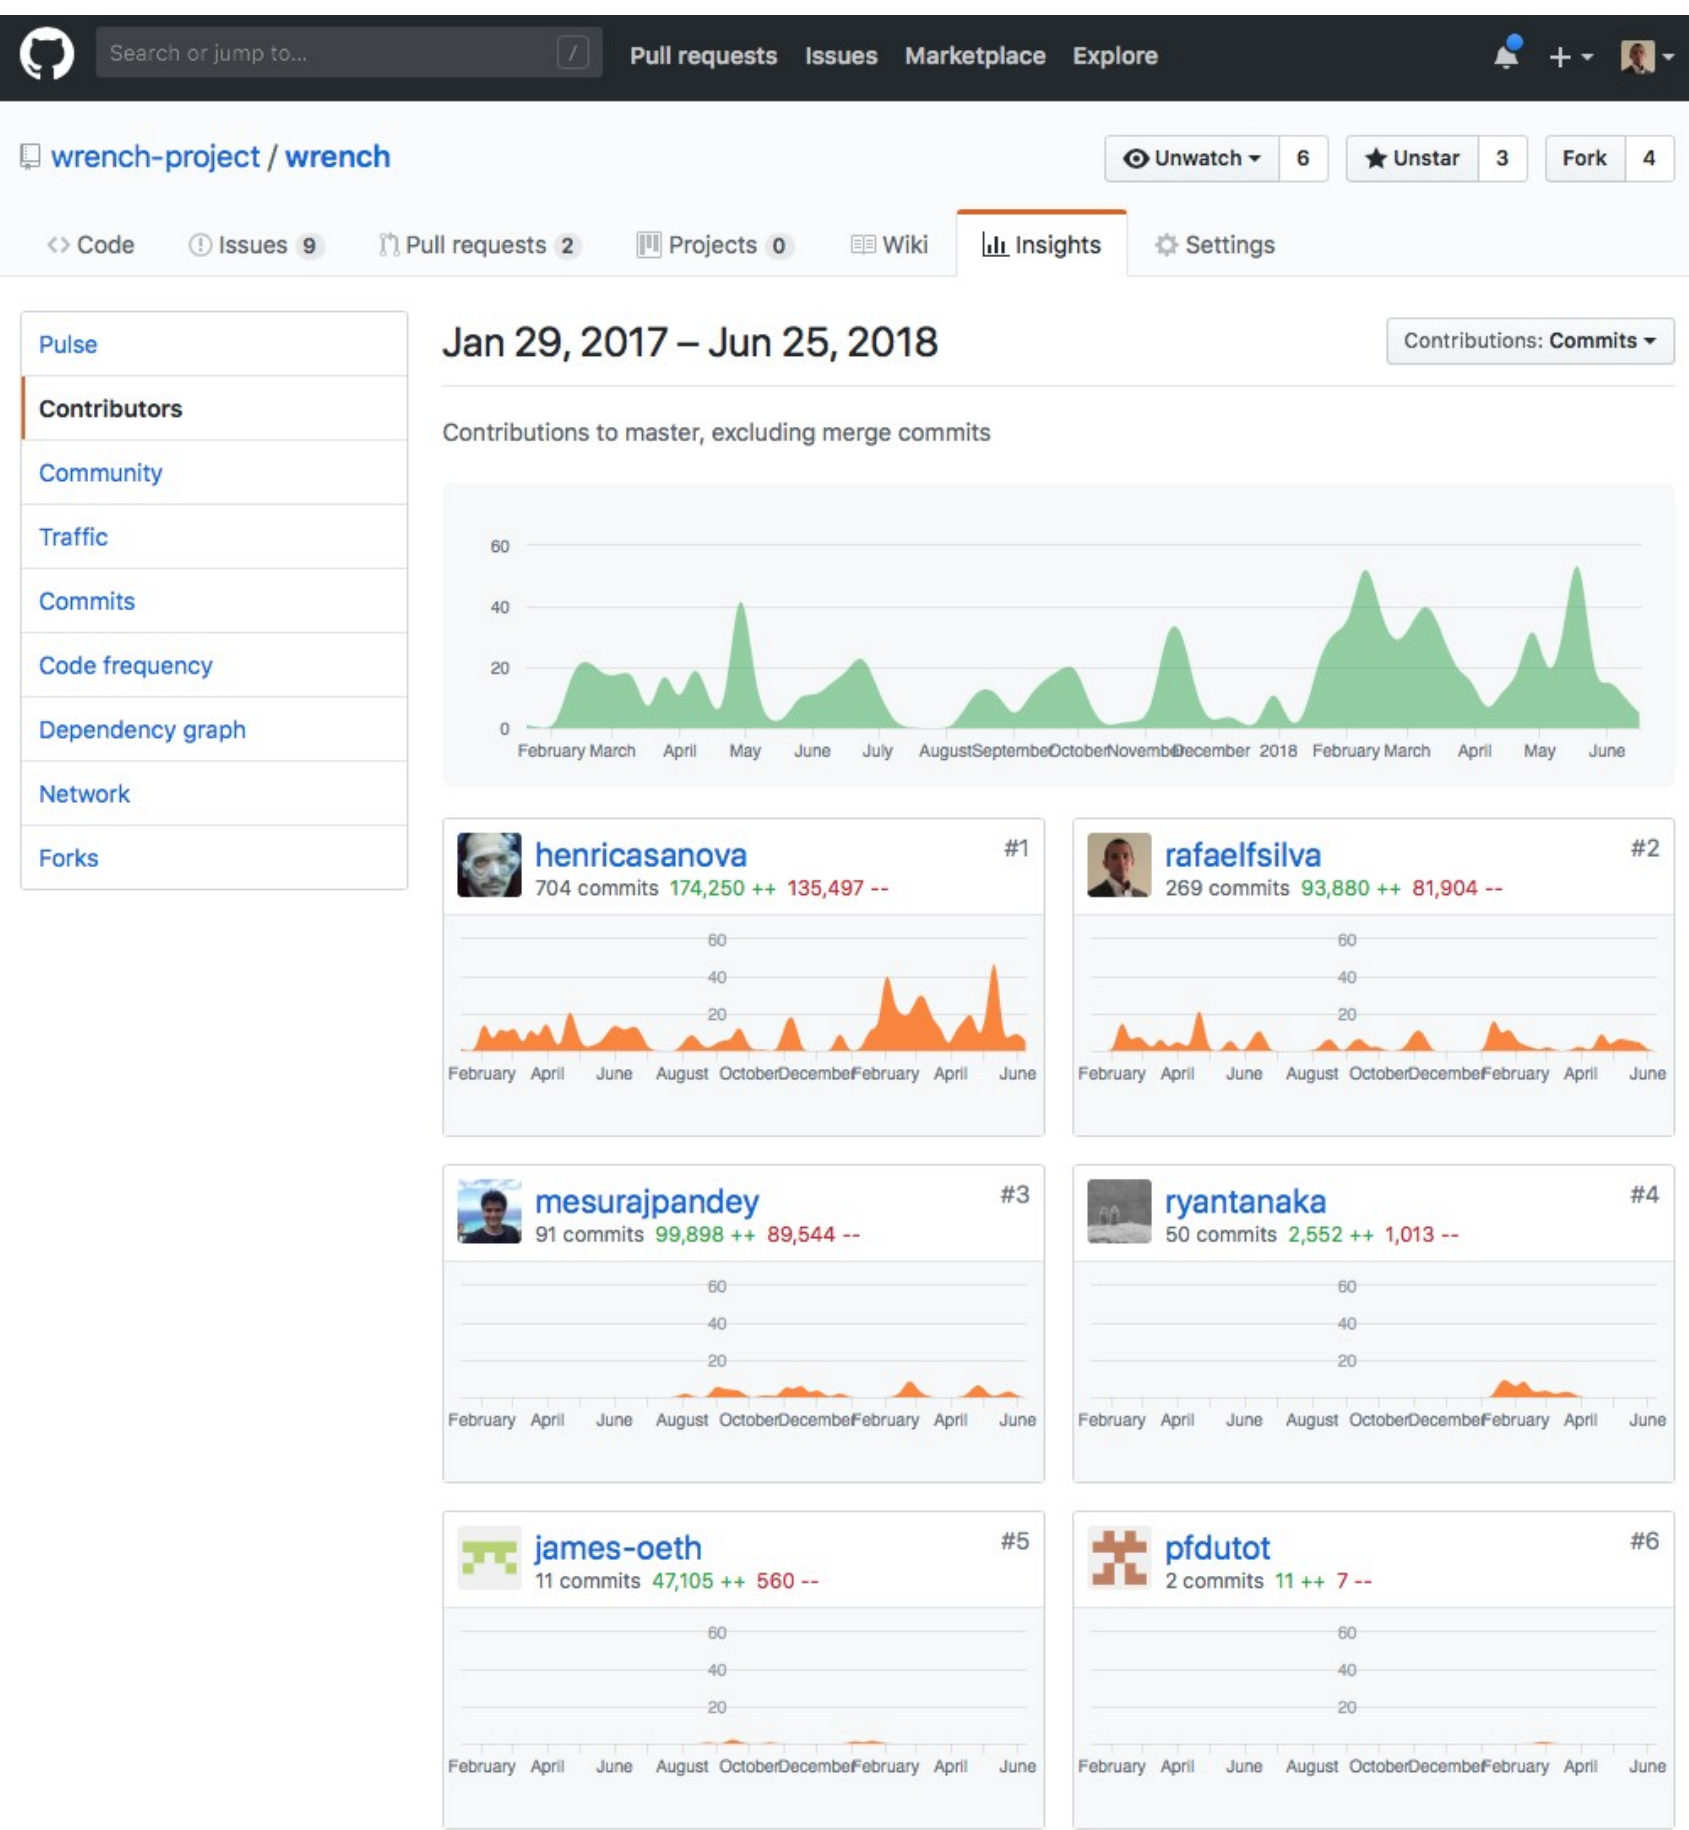 Search or jump to... / Pull requests Issues Marketplace Explore
wrench-project / wrench Unwatch 6 Unstar 3 Fork 4
Code Issues 9 Pull requests 2 Projects 0 Wiki Insights Settings
Pulse
Contributors
Community
Traffic
Commits
Code frequency
Dependency graph
Network
Forks
Jan 29, 2017 – Jun 25, 2018 Contributions: Commits
Contributions to master, excluding merge commits
60
40
20
0
February March April May June July August September October November December 2018 February March April May June
henricasanova #1
704 commits 174,250 ++ 135,497 --
60
40
20
February April June August October December February April June
rafaelfsilva #2
269 commits 93,880 ++ 81,904 --
60
40
20
February April June August October December February April June
mesurajpandey #3
91 commits 99,898 ++ 89,544 --
60
40
20
February April June August October December February April June
ryantanaka #4
50 commits 2,552 ++ 1,013 --
60
40
20
February April June August October December February April June
james-oeth #5
11 commits 47,105 ++ 560 --
60
40
20
February April June August October December February April June
pfdutot #6
2 commits 11 ++ 7 --
60
40
20
February April June August October December February April June